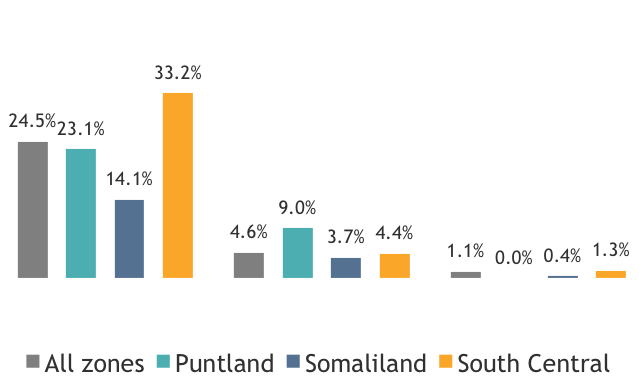 33.2%
24.5% 23.1%
14.1%
9.0%
4.6% 3.7% 4.4%
1.1% 0.0% 0.4% 1.3%
All zones Puntland Somaliland South Central